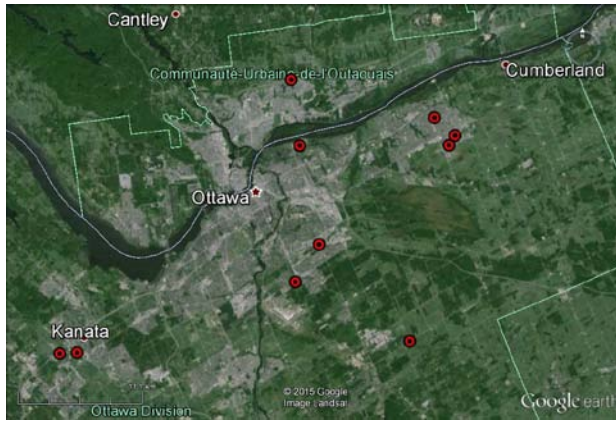 Cantley
Communauté-Urbaine-de-l'Outaouais
Cumberland
Ottawa
Kanata
© 2015 Google
Image Landsat
Ottawa Division
Google earth